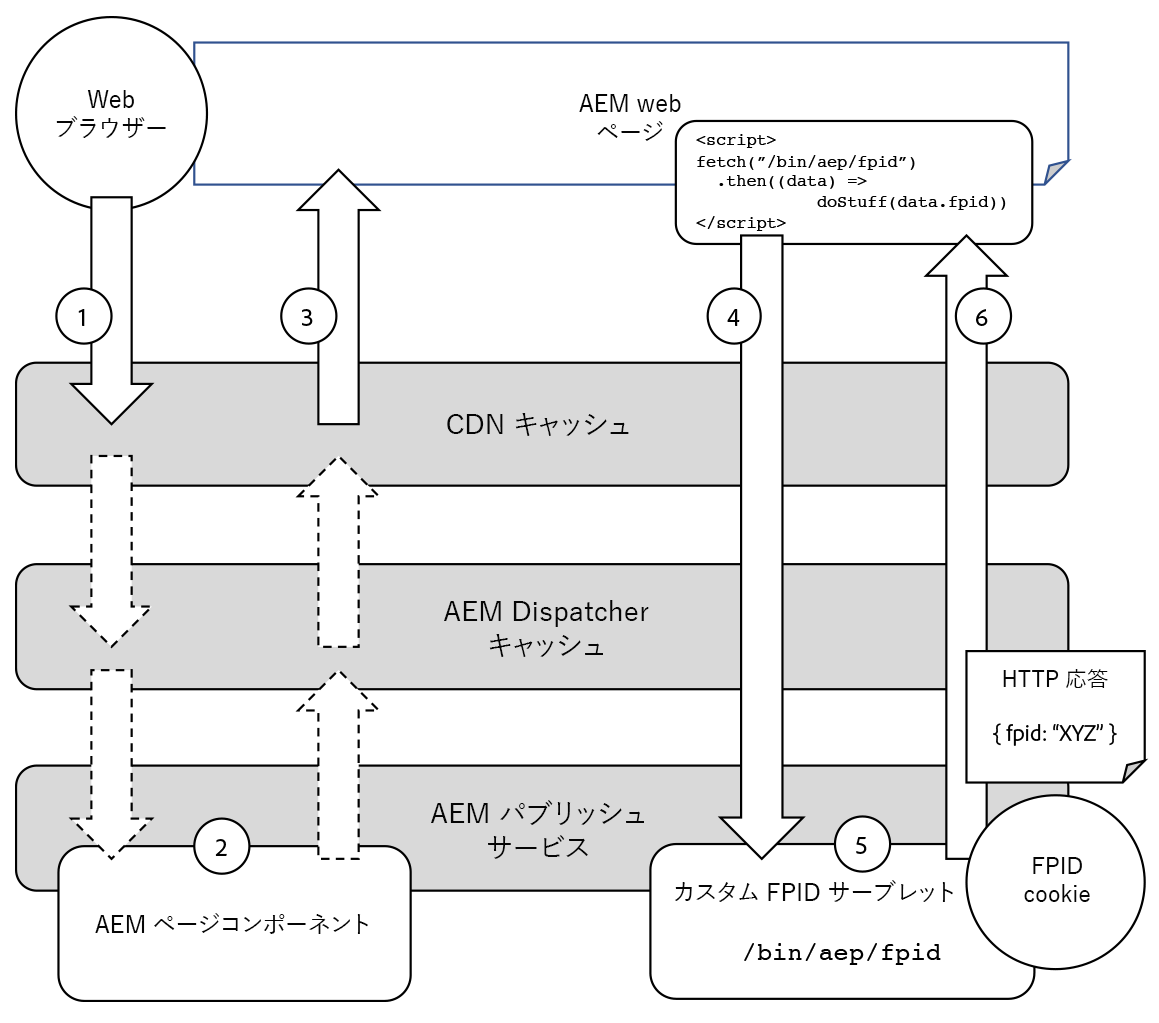 Web
ブラウザー
AEM web
ページ
<script>
fetch(”/bin/aep/fpid”)
.then((data) =>
doStuff(data.fpid))
</script>
1
3
4
6
CDN キャッシュ
AEM Dispatcher
キャッシュ
HTTP 応答
{ fpid: “XYZ” }
AEM パブリッシュ
サービス
2
5
AEM ページコンポーネント
カスタム FPID サーブレット
/bin/aep/fpid
FPID
cookie